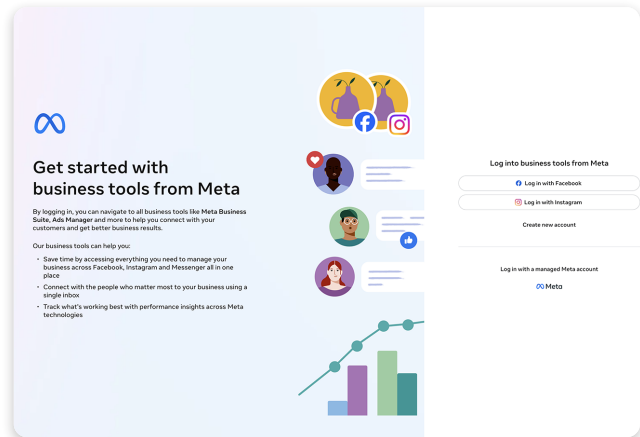 Get started with
business tools from Meta
By logging in, you can navigate to all business tools like Meta Business
Suite, Ads Manager and more to help you connect with your
customers and get better business results.
Our business tools can help you:
• Save time by accessing everything you need to manage your
business across Facebook, Instagram and Messenger all in one
place
• Connect with the people who matter most to your business using a
single inbox
• Track what's working best with performance insights across Meta
technologies
Log into business tools from Meta
Log in with Facebook
Log in with Instagram
Create new account
Log in with a managed Meta account
Meta